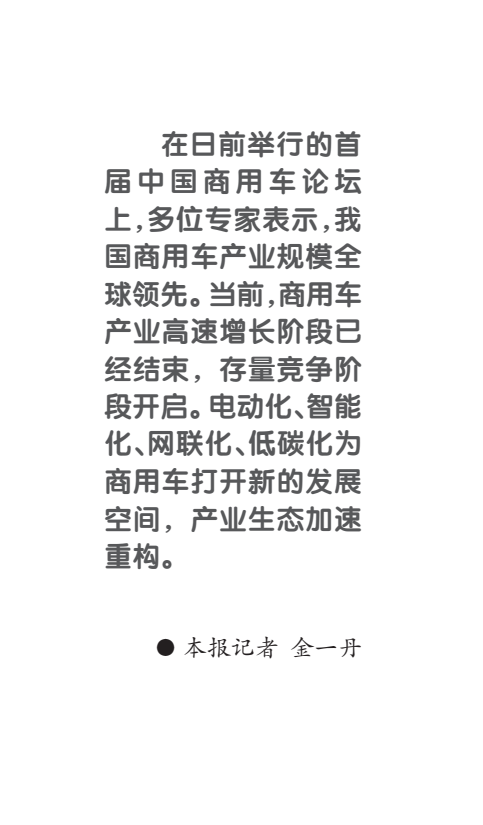 在日前举行的首
届中国商用车论坛
上，多位专家表示，我
国商用车产业规模全
球领先。当前，商用车
产业高速增长阶段已
经结束，存量竞争阶
段开启。电动化、智能
化、网联化、低碳化为
商用车打开新的发展
空间，产业生态加速
重构。
● 本报记者 金一丹